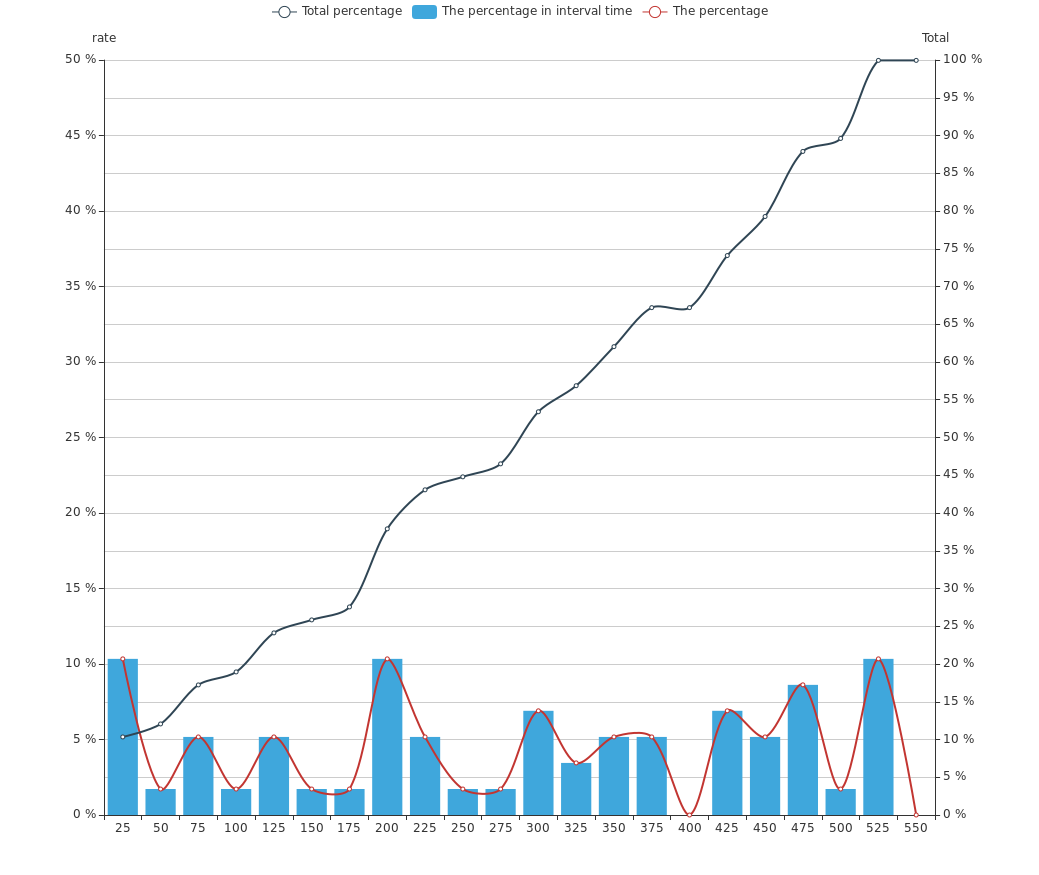 Total percentage The percentage in interval time The percentage
rate Total
50 % 100 %
95 %
45 % 90 %
85 %
40 % 80 %
75 %
35 % 70 %
65 %
30 % 60 %
55 %
25 % 50 %
45 %
20 % 40 %
35 %
15 % 30 %
25 %
10 % 20 %
15 %
5 % 10 %
5 %
0 % 0 %
25 50 75 100 125 150 175 200 225 250 275 300 325 350 375 400 425 450 475 500 525 550